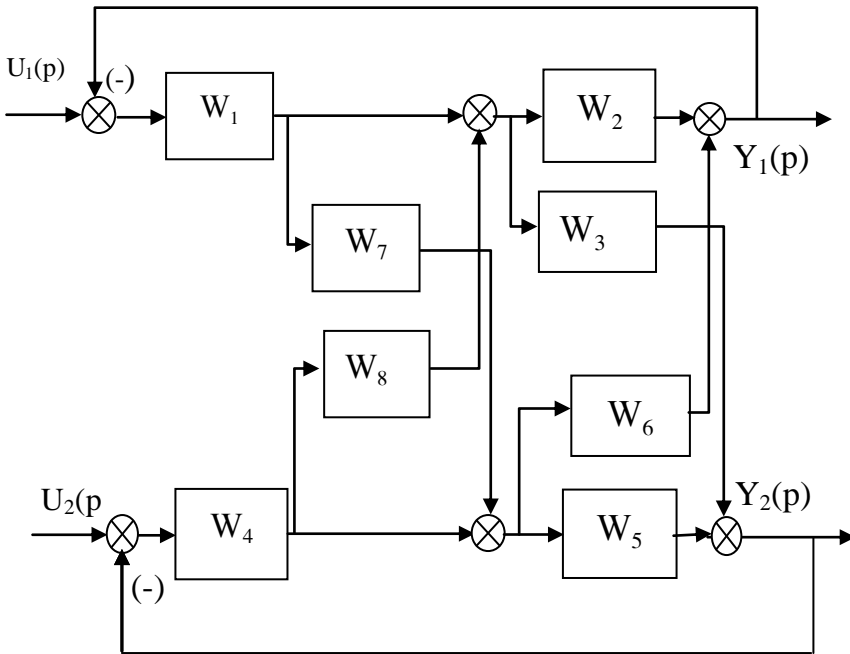 U₁(p)
(-)
W₁
W₂
Y₁(p)
W₇
W₃
W₈
W₆
U₂(p
W₄
W₅
Y₂(p)
(-)